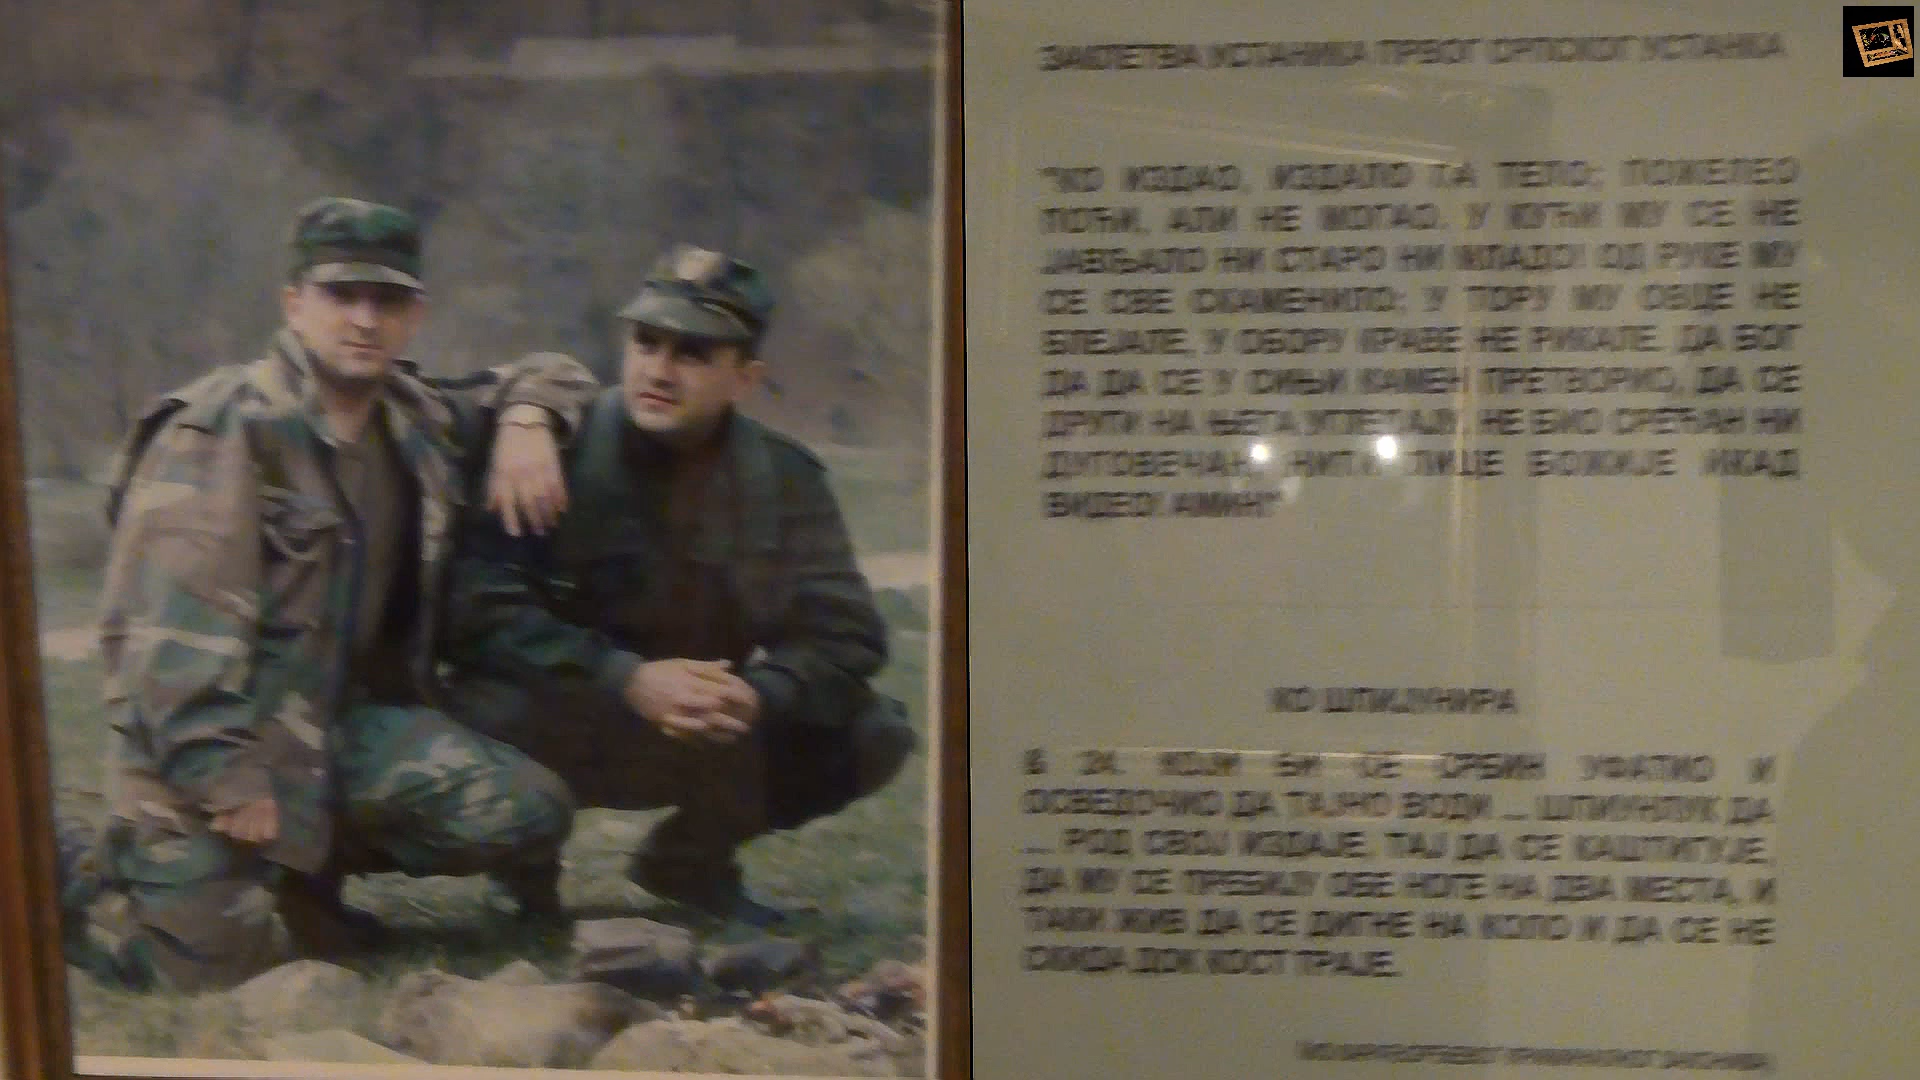 ЗАКЛЕТВА УСТАНИКА ПРВОГ СРПСКОГ УСТАНКА
"КО ИЗДАО, ИЗДАЛО ГА ТЕЛО; ПОЖЕЛЕО
ПОЋИ, АЛИ НЕ МОГАО. У КУЋИ МУ СЕ НЕ
ЈАВЉАЛО НИ СТАРО НИ МЛАДО! ОД РУКЕ МУ
СЕ СВЕ СКАМЕНИЛО; У ТОРУ МУ ОВЦЕ НЕ
БЛЕЈАЛЕ, У ОБОРУ КРАВЕ НЕ РИКАЛЕ. ДА БОГ
ДА ДА СЕ У СИЊИ КАМЕН ПРЕТВОРИО, ДА СЕ
ДРУГИ НА ЊЕГА УГЛЕДАЈУ. НЕ БИО СРЕЋАН НИ
ДУГОВЕЧАН, НИТИ ЛИЦЕ БОЖИЈЕ ИКАД
ВИДЕО! АМИН!"
КО ШПИЈУНИРА
§ 24. КОЈИ БИ СЕ СРБИН УФАТИО И
ОСВЕДОЧИО ДА ТАЈНО ВОДИ ... ШПИУНЛУК ДА
... РОД СВОЈ ИЗДАЈЕ, ТАЈ ДА СЕ КАШТИГУЈЕ,
ДА МУ СЕ ПРЕБИЈУ ОБЕ НОГЕ НА ДВА МЕСТА, И
ТАКИ ЖИВ ДА СЕ ДИГНЕ НА КОЛО И ДА СЕ НЕ
СКИДА ДОК КОСТ ТРАЈЕ.